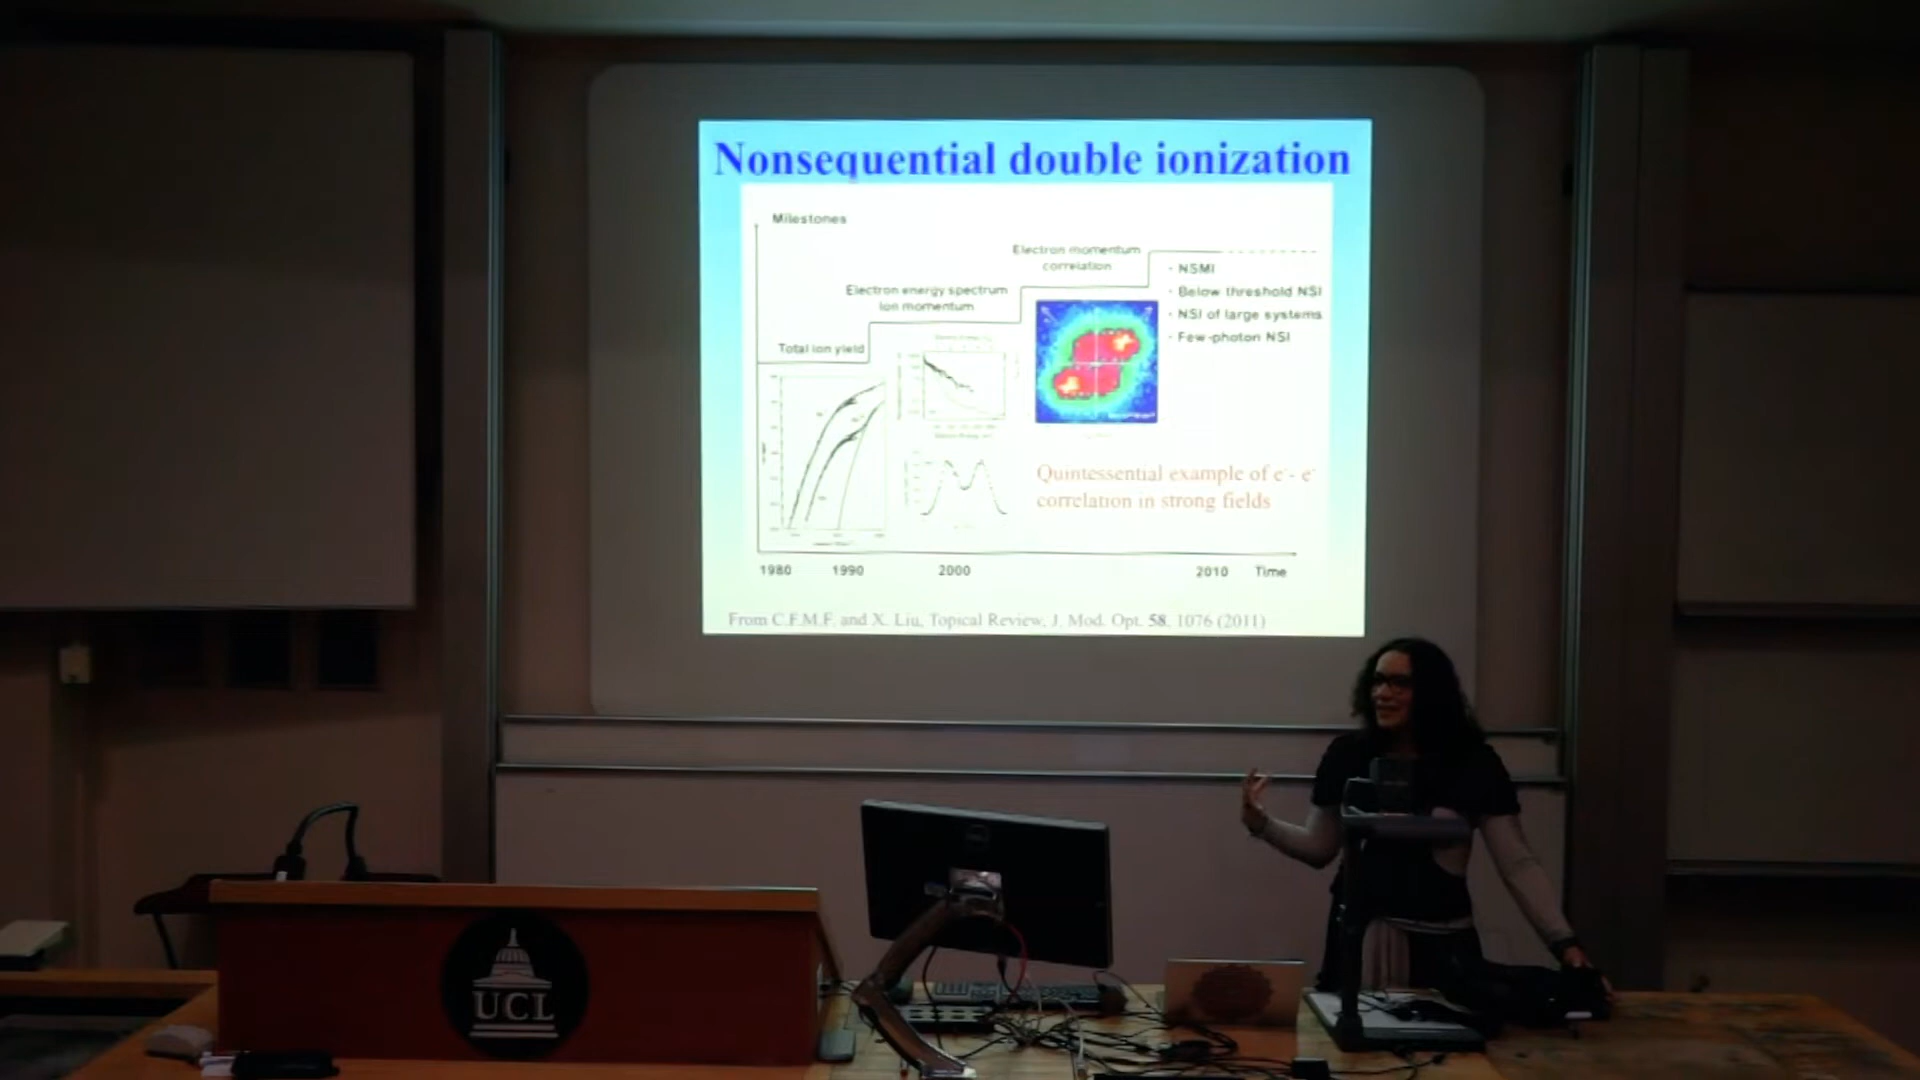 Nonsequential double ionization
Milestones
Electron momentum
correlation
Electron energy spectrum
Ion momentum
Total ion yield
- NSMI
- Below threshold NSI
- NSI of large systems
- Few-photon NSI
Quintessential example of e⁻- e⁻
correlation in strong fields
1980 1990 2000 2010 Time
From C.F.M.F. and X. Liu, Topical Review, J. Mod. Opt. 58, 1076 (2011)
UCL